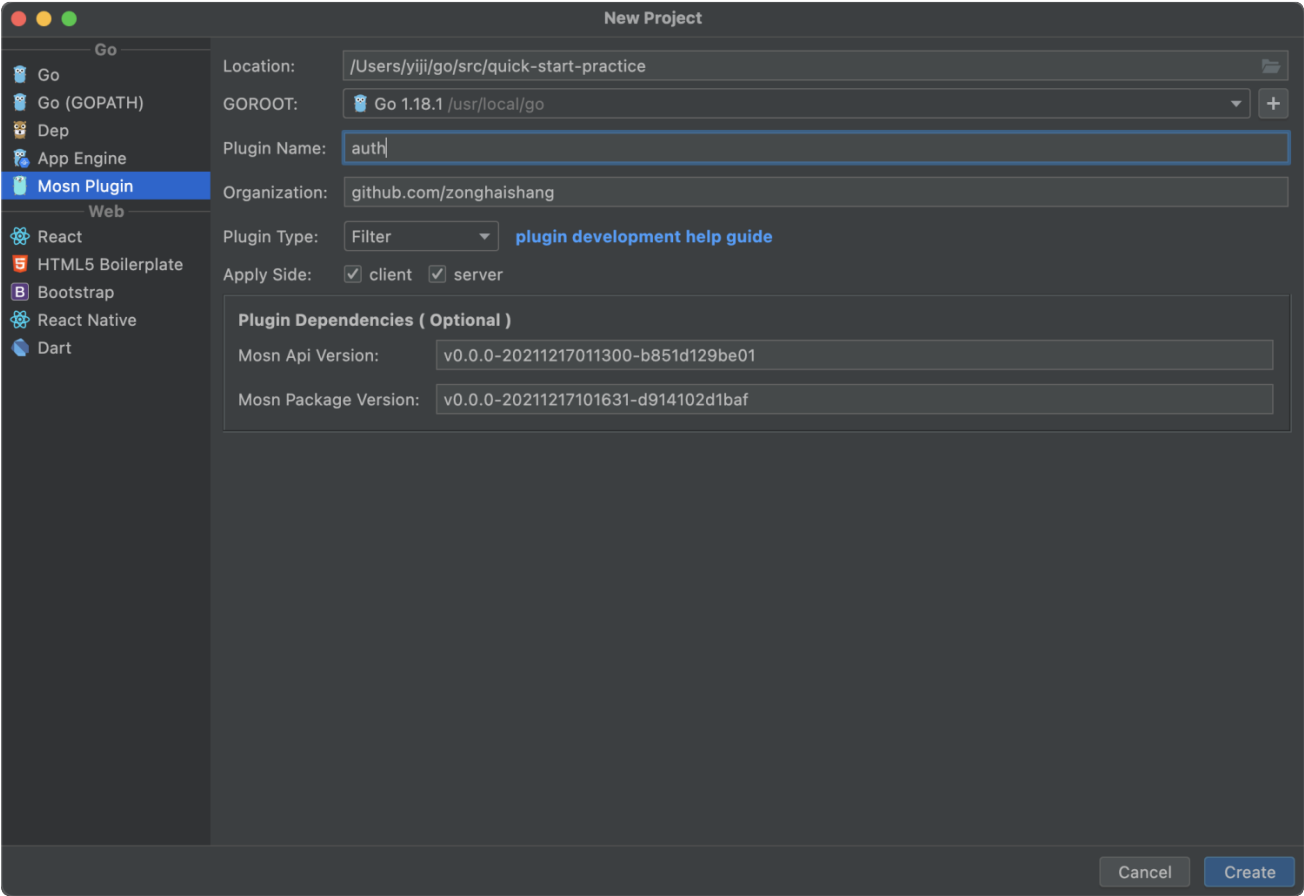 New Project
Go
Go
Go (GOPATH)
Dep
App Engine
Mosn Plugin
Web
React
HTML5 Boilerplate
Bootstrap
React Native
Dart
Location: /Users/yiji/go/src/quick-start-practice
GOROOT: Go 1.18.1 /usr/local/go
Plugin Name: auth
Organization: github.com/zonghaishang
Plugin Type: Filter plugin development help guide
Apply Side: client server
Plugin Dependencies ( Optional )
Mosn Api Version: v0.0.0-20211217011300-b851d129be01
Mosn Package Version: v0.0.0-20211217101631-d914102d1baf
Cancel Create